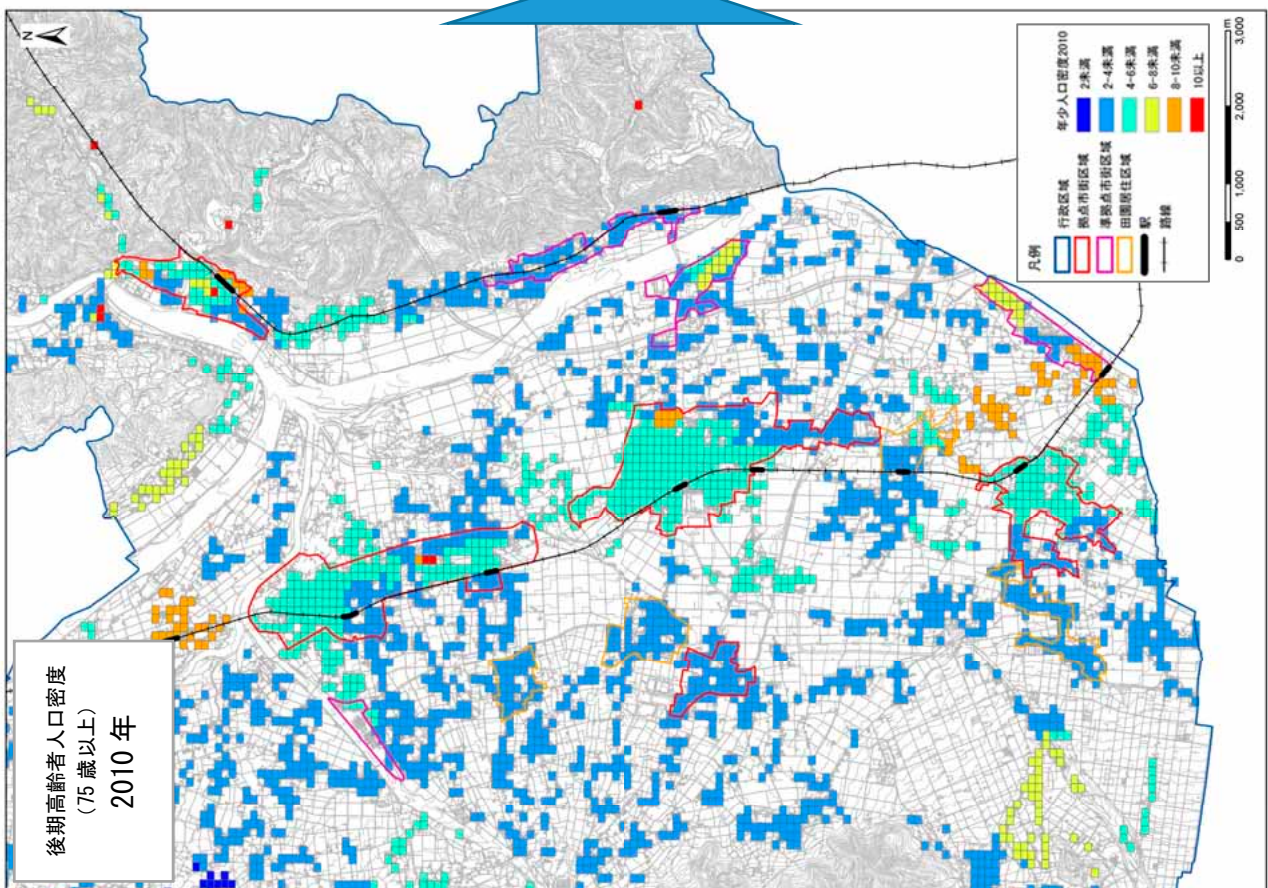 後期高齢者人口密度
(75歳以上)
2010年
N
凡例
行政区域
拠点市街区域
準拠点市街区域
田園居住区域
駅
路線
年少人口密度2010
2未満
2-4未満
4-6未満
6-8未満
8-10未満
10以上
0 500 1,000 2,000 3,000
m